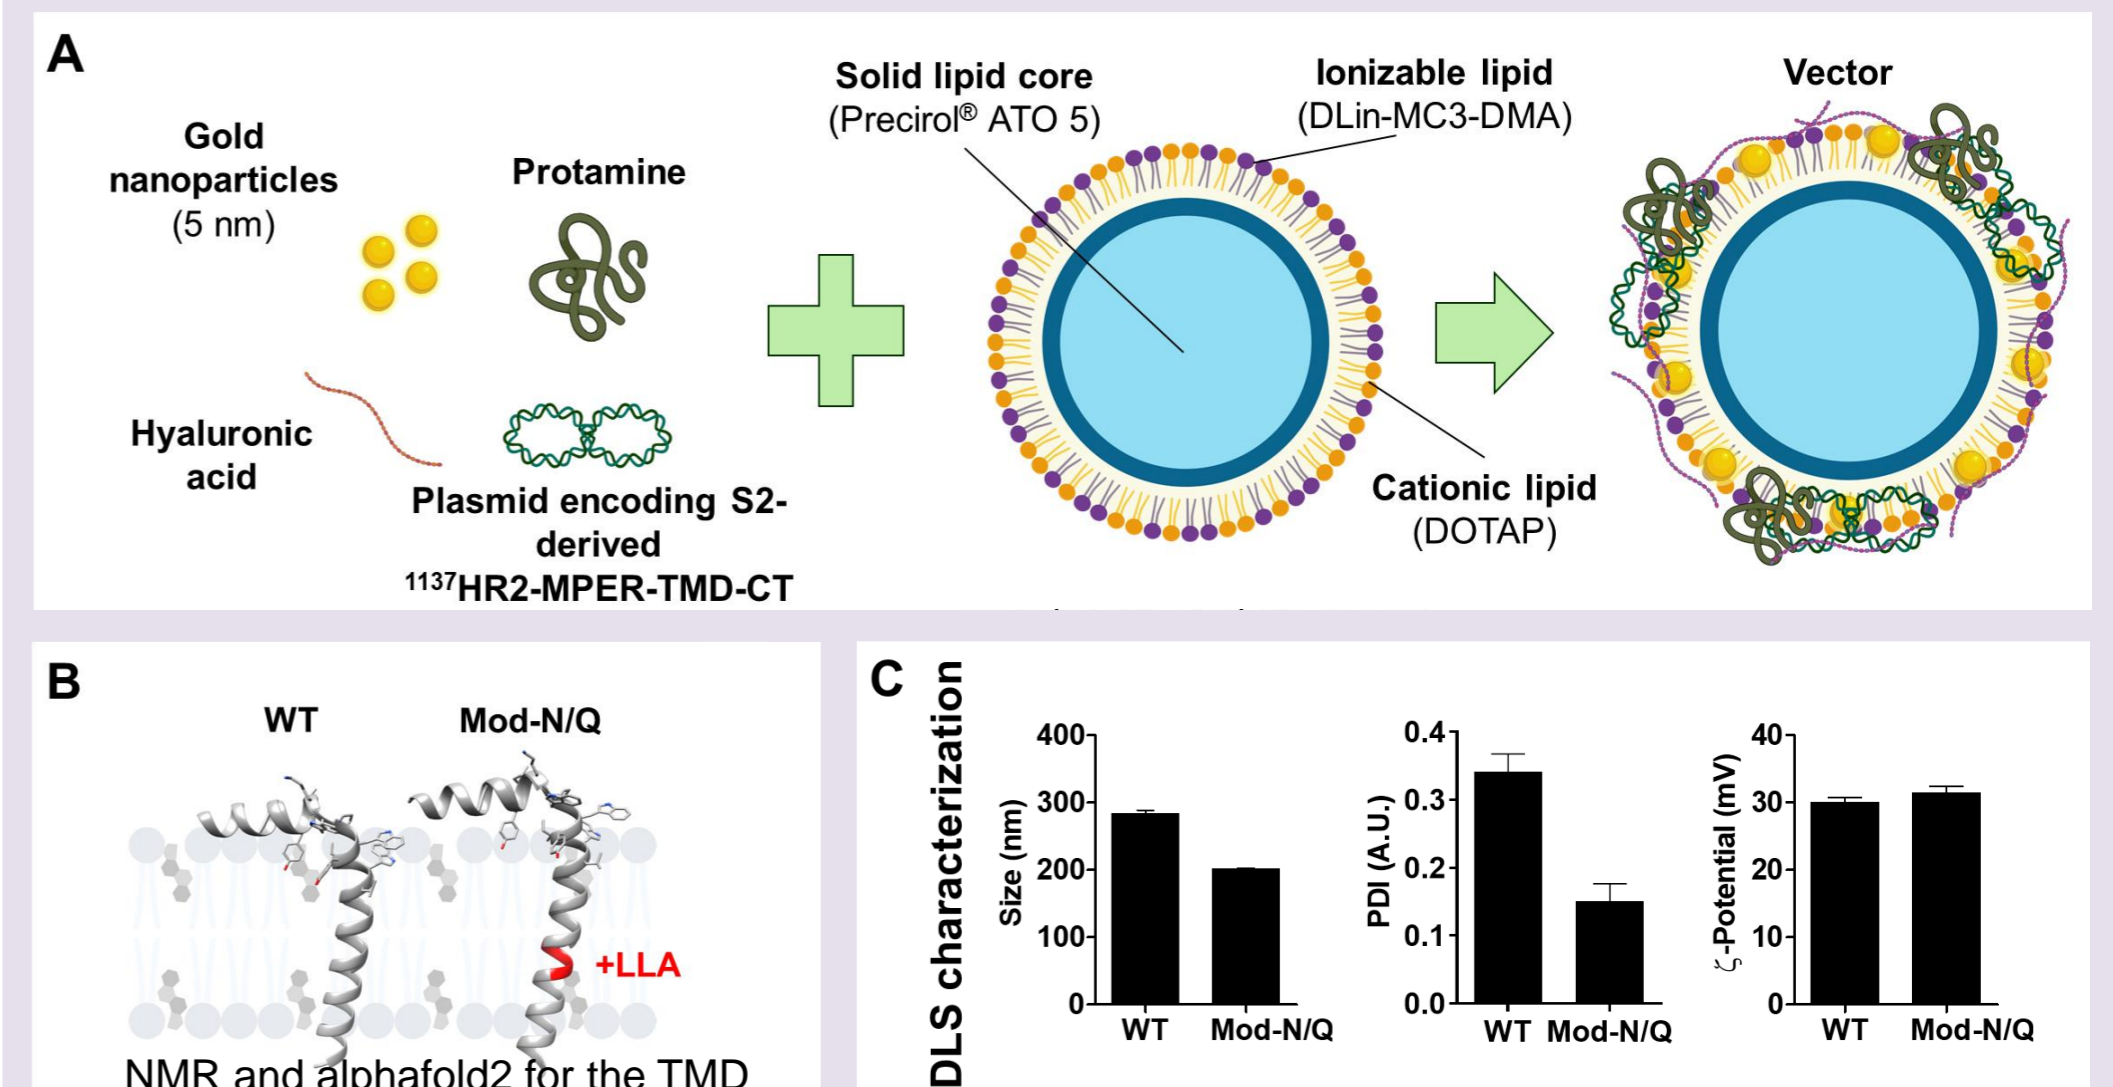 A
Gold
nanoparticles
(5 nm)
Protamine
Hyaluronic
acid
Plasmid encoding S2-
derived
¹¹³⁷HR2-MPER-TMD-CT
Solid lipid core
(Precirol® ATO 5)
Ionizable lipid
(DLin-MC3-DMA)
Cationic lipid
(DOTAP)
Vector
B
WT
Mod-N/Q
+LLA
NMR and alphafold2 for the TMD
C
DLS characterization
Size (nm)
400
300
200
100
0
WT Mod-N/Q
PDI (A.U.)
0.4
0.3
0.2
0.1
0.0
WT Mod-N/Q
ζ-Potential (mV)
40
30
20
10
0
WT Mod-N/Q